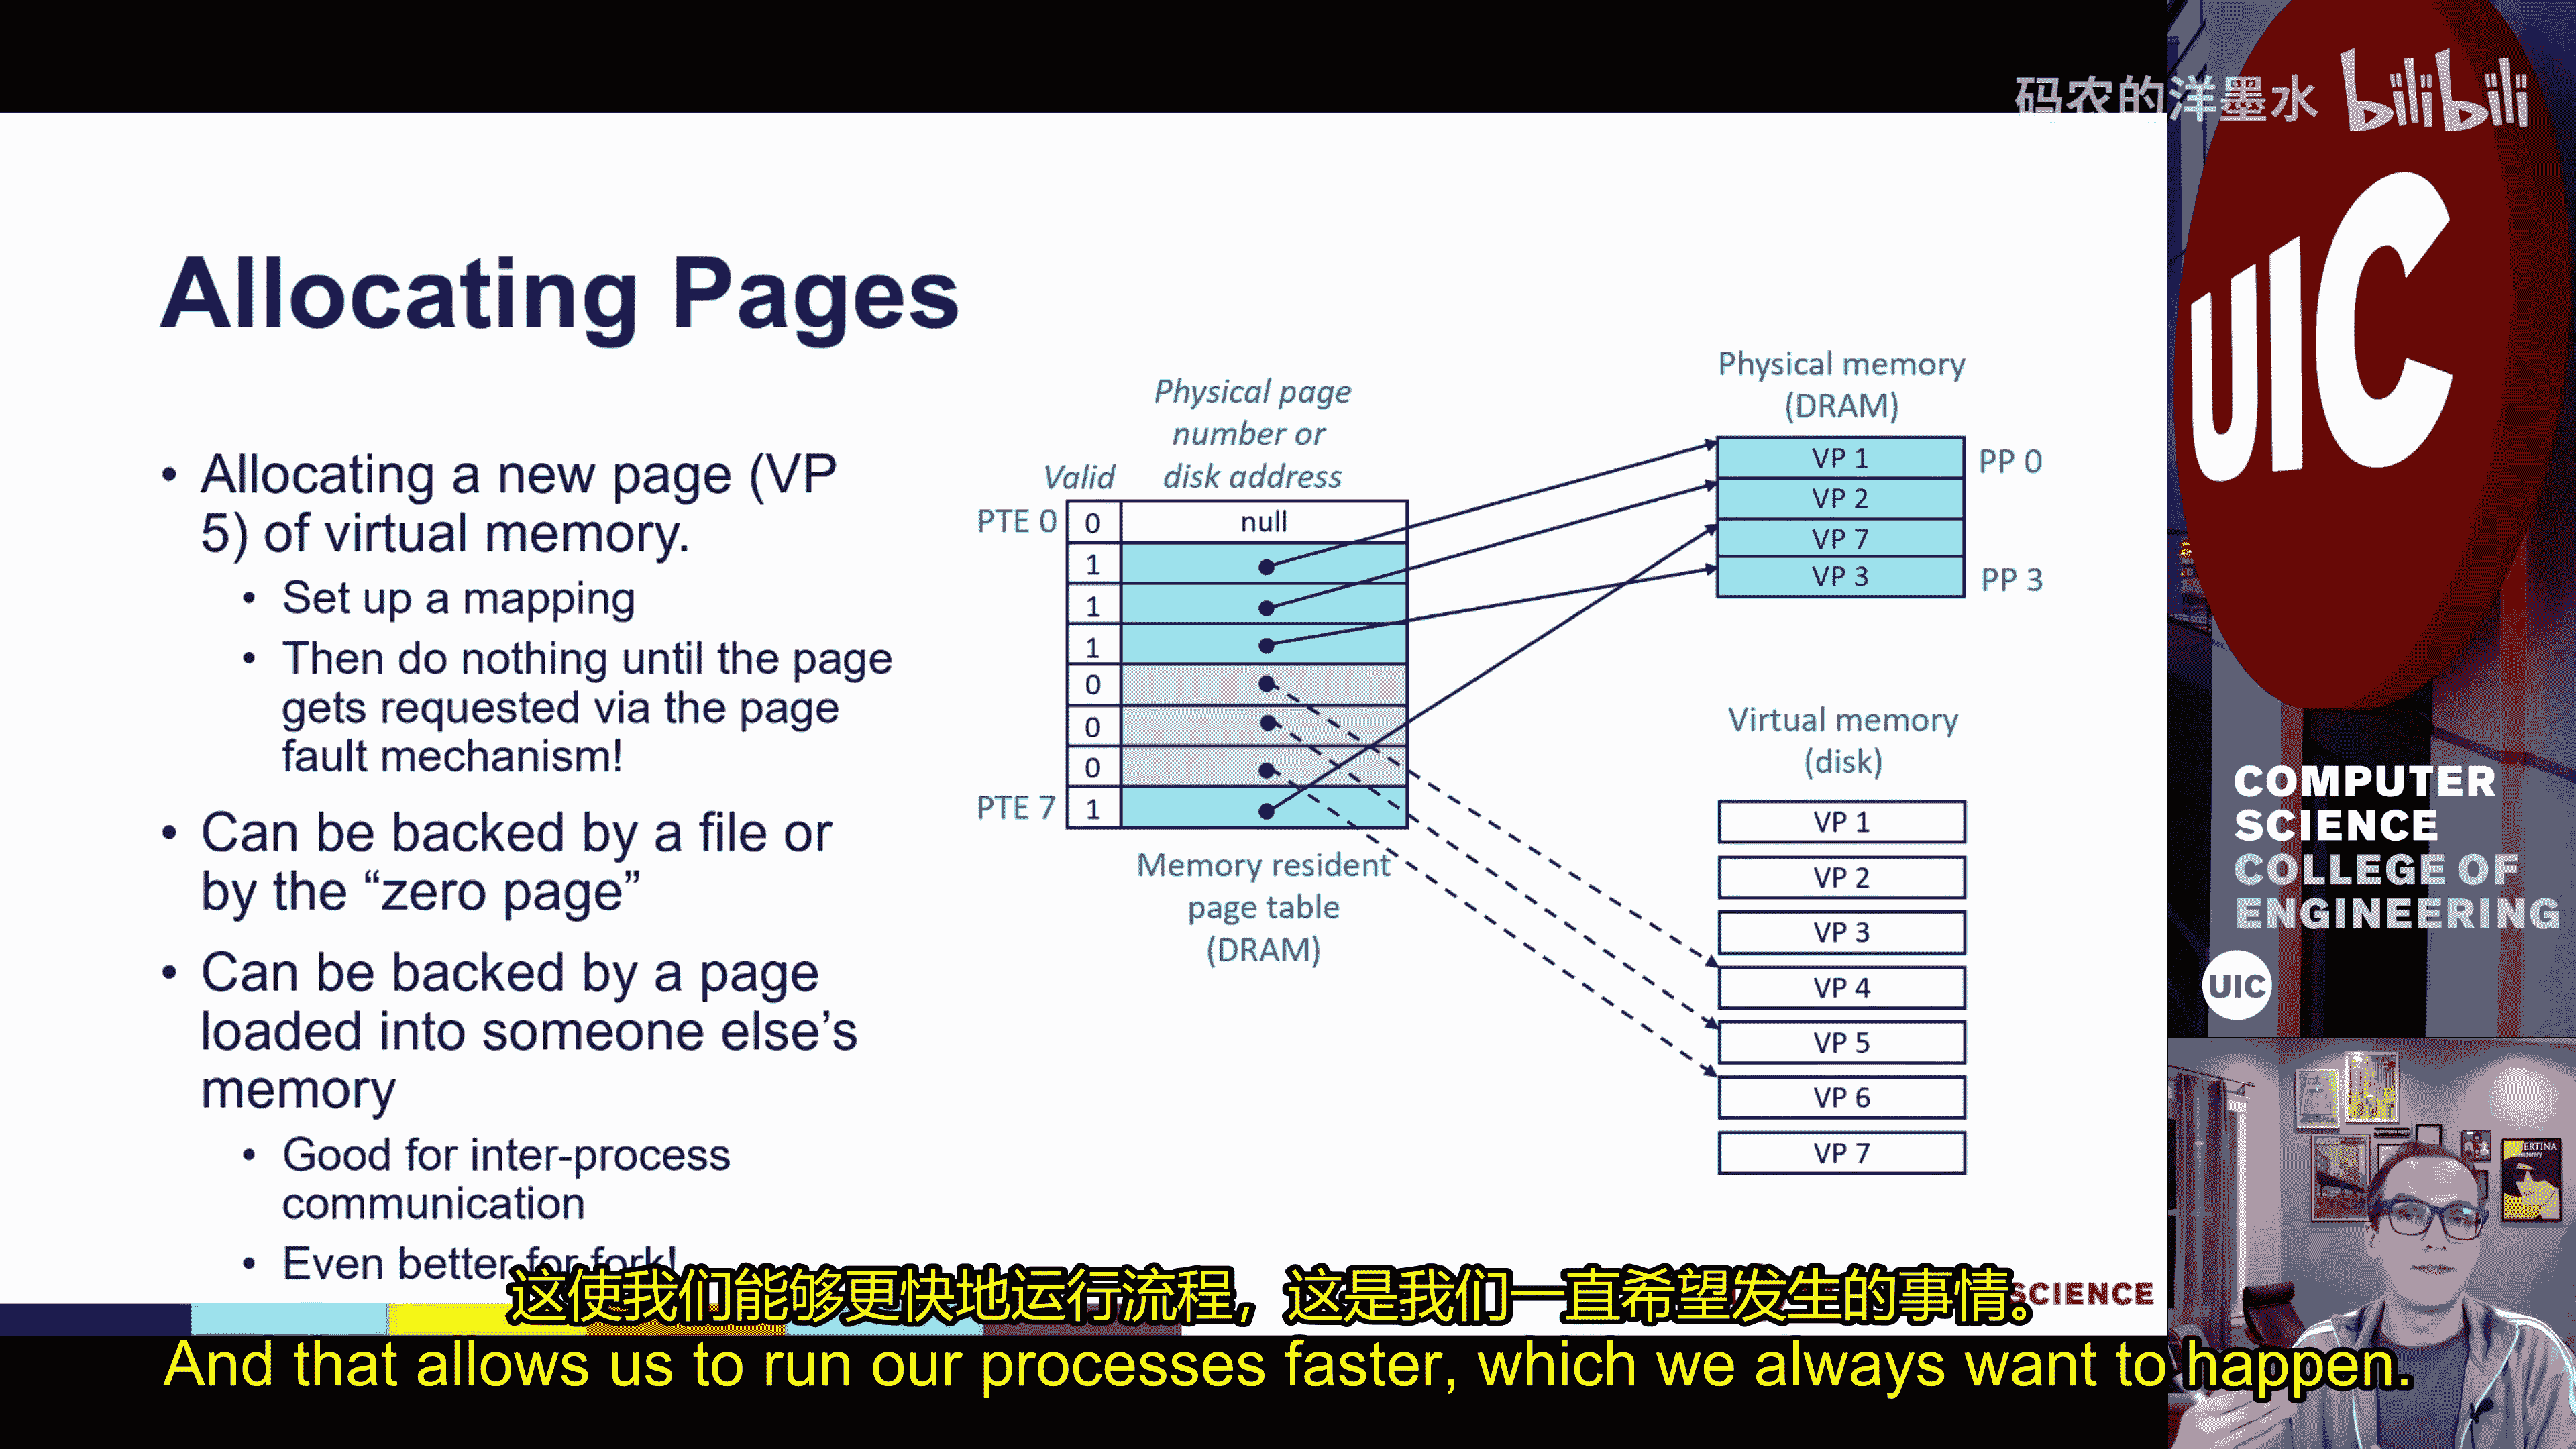 码农的洋墨水 bilibili
UIC
Allocating Pages
• Allocating a new page (VP
5) of virtual memory.
• Set up a mapping
• Then do nothing until the page
gets requested via the page
fault mechanism!
• Can be backed by a file or
by the “zero page”
• Can be backed by a page
loaded into someone else’s
memory
• Good for inter-process
communication
• Even better for fork!
Physical page
number or
disk address
Valid
PTE 0
0
null
1
1
1
0
0
0
PTE 7
1
Memory resident
page table
(DRAM)
Physical memory
(DRAM)
VP 1
PP 0
VP 2
VP 7
VP 3
PP 3
Virtual memory
(disk)
VP 1
VP 2
VP 3
VP 4
VP 5
VP 6
VP 7
COMPUTER
SCIENCE
COLLEGE OF
ENGINEERING
UIC
SCIENCE
这使我们能够更快地运行流程，这是我们一直希望发生的事情。
And that allows us to run our processes faster, which we always want to happen.